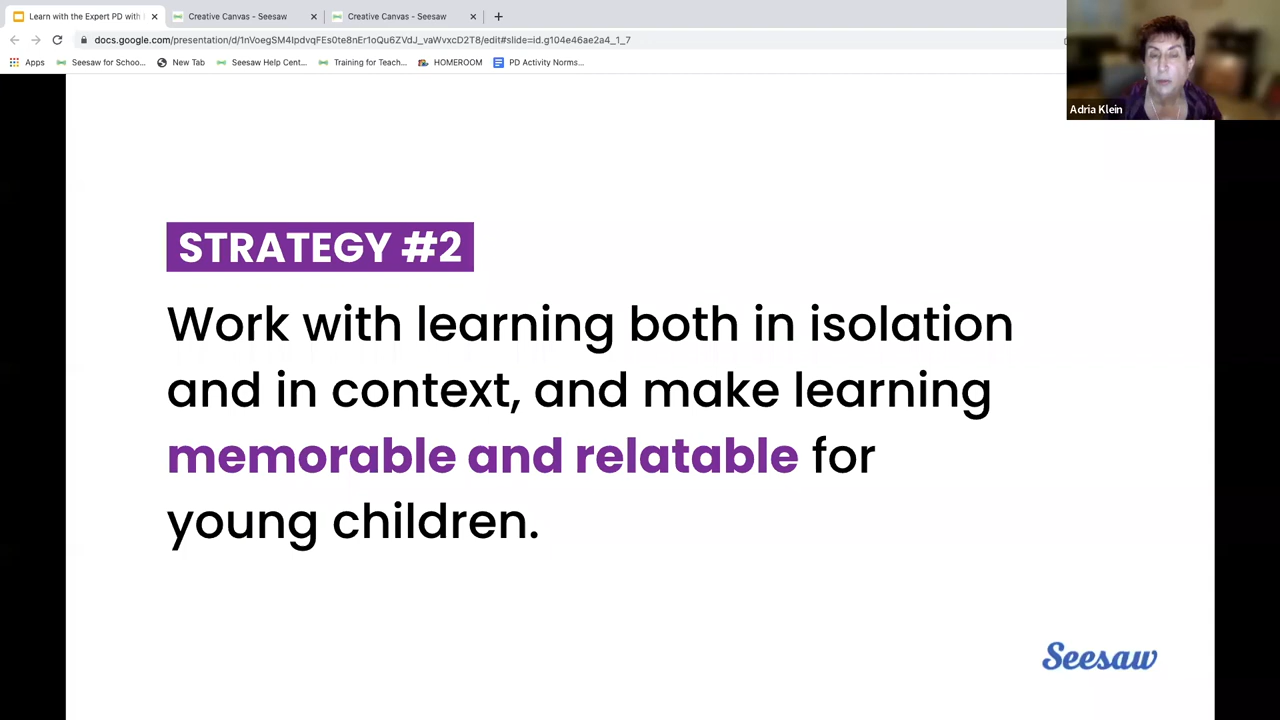 Learn with the Expert PD with
Creative Canvas - Seesaw
Creative Canvas - Seesaw
docs.google.com/presentation/d/1nVoegSM4IpdvqFEs0te8nEr1oQu6ZVdJ_vaWvxcD2T8/edit#slide=id.g104e46ae2a4_1_7
Apps
Seesaw for Schoo...
New Tab
Seesaw Help Cent...
Training for Teach...
HOMEROOM
PD Activity Norms...
Adria Klein
STRATEGY #2
Work with learning both in isolation
and in context, and make learning
memorable and relatable for
young children.
Seesaw